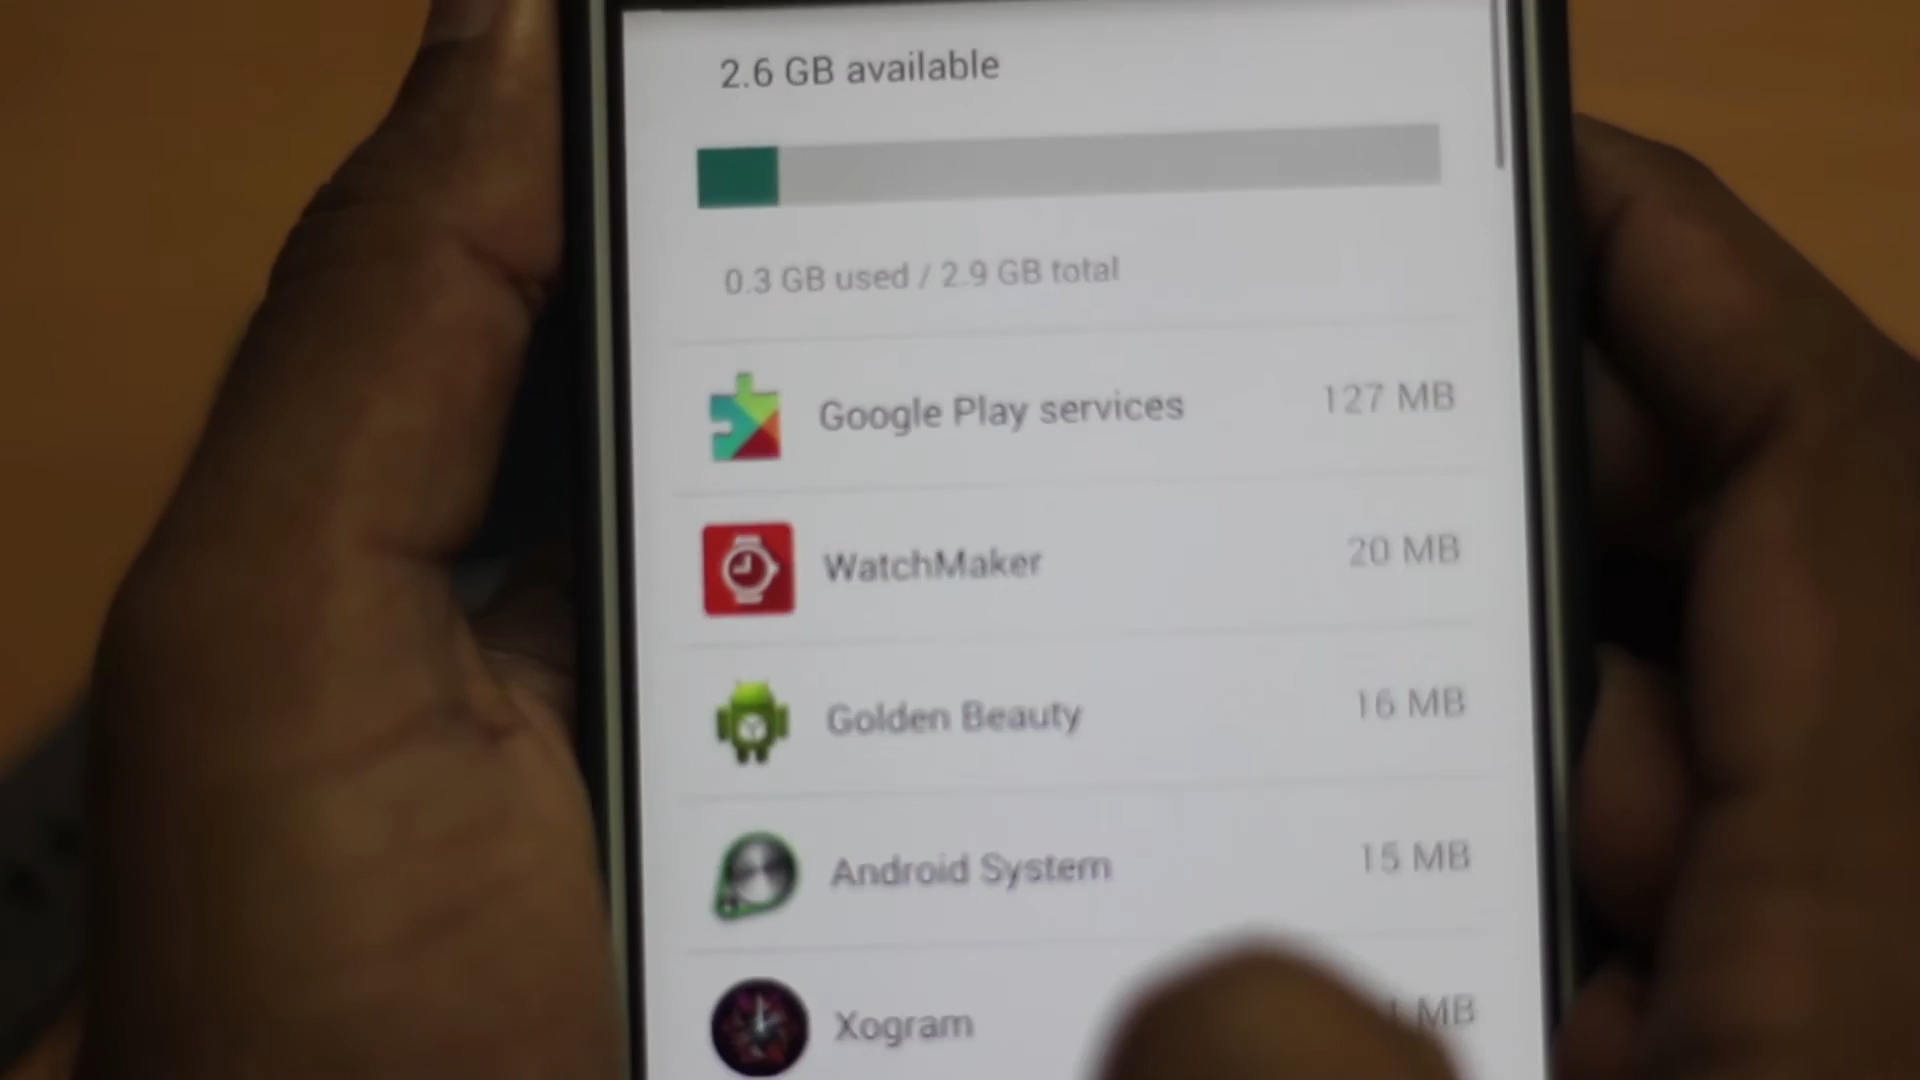 2.6 GB available
0.3 GB used / 2.9 GB total
Google Play services 127 MB
WatchMaker 20 MB
Golden Beauty 16 MB
Android System 15 MB
Xogram MB